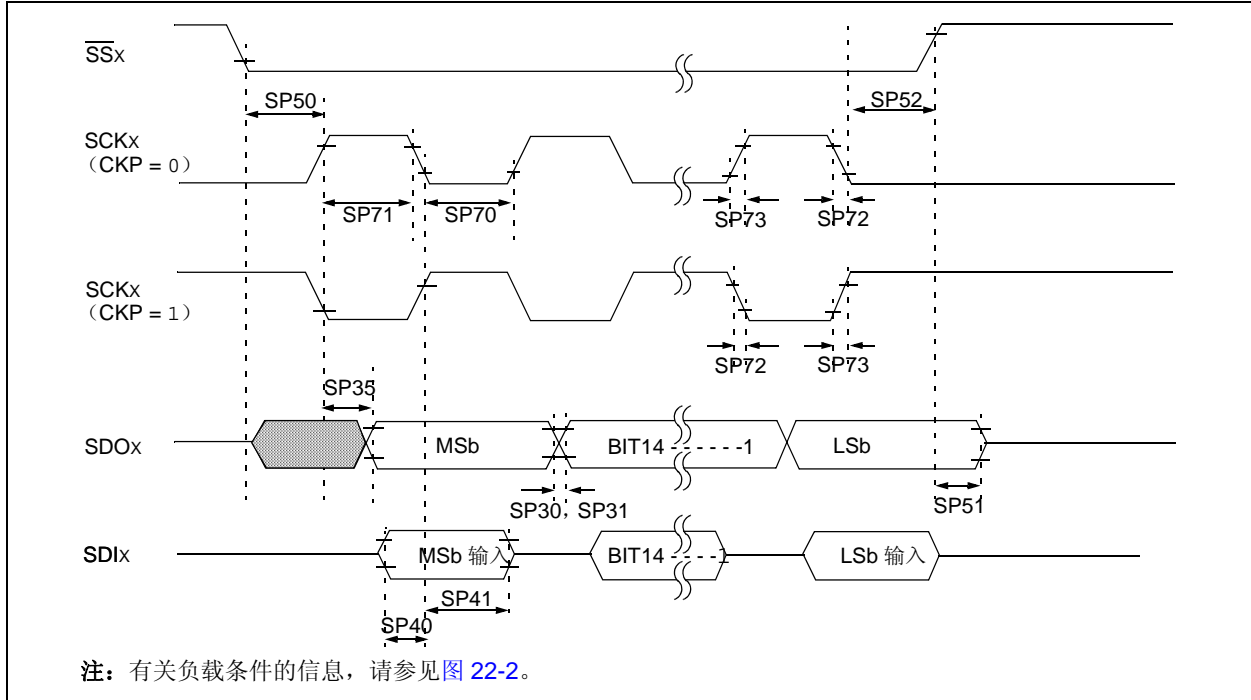 SSx
SP50
SP52
SCKx
（CKP = 0）
SP71
SP70
SP73
SP72
SCKx
（CKP = 1）
SP72
SP73
SP35
SDOx
MSb
BIT14 - - - - - -1
LSb
SP30，SP31
SP51
SDIx
MSb 输入
BIT14 - - - - -1
LSb 输入
SP41
SP40
注：有关负载条件的信息，请参见图 22-2。